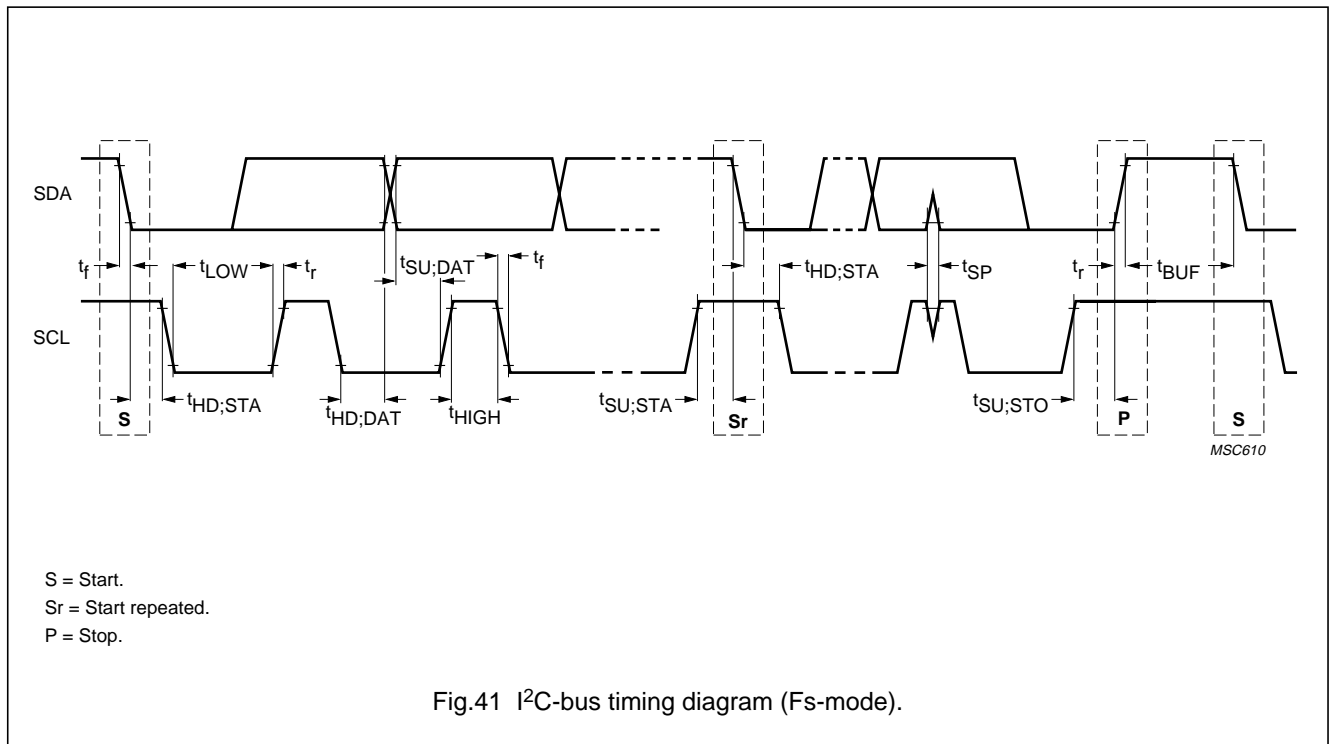 SDA
tf
tLOW
tr
tSU;DAT
tf
tHD;STA
tSP
tr
tBUF
SCL
S
tHD;STA
tHD;DAT
tHIGH
tSU;STA
Sr
tSU;STO
P
S
MSC610
S = Start.
Sr = Start repeated.
P = Stop.
Fig.41 I²C-bus timing diagram (Fs-mode).